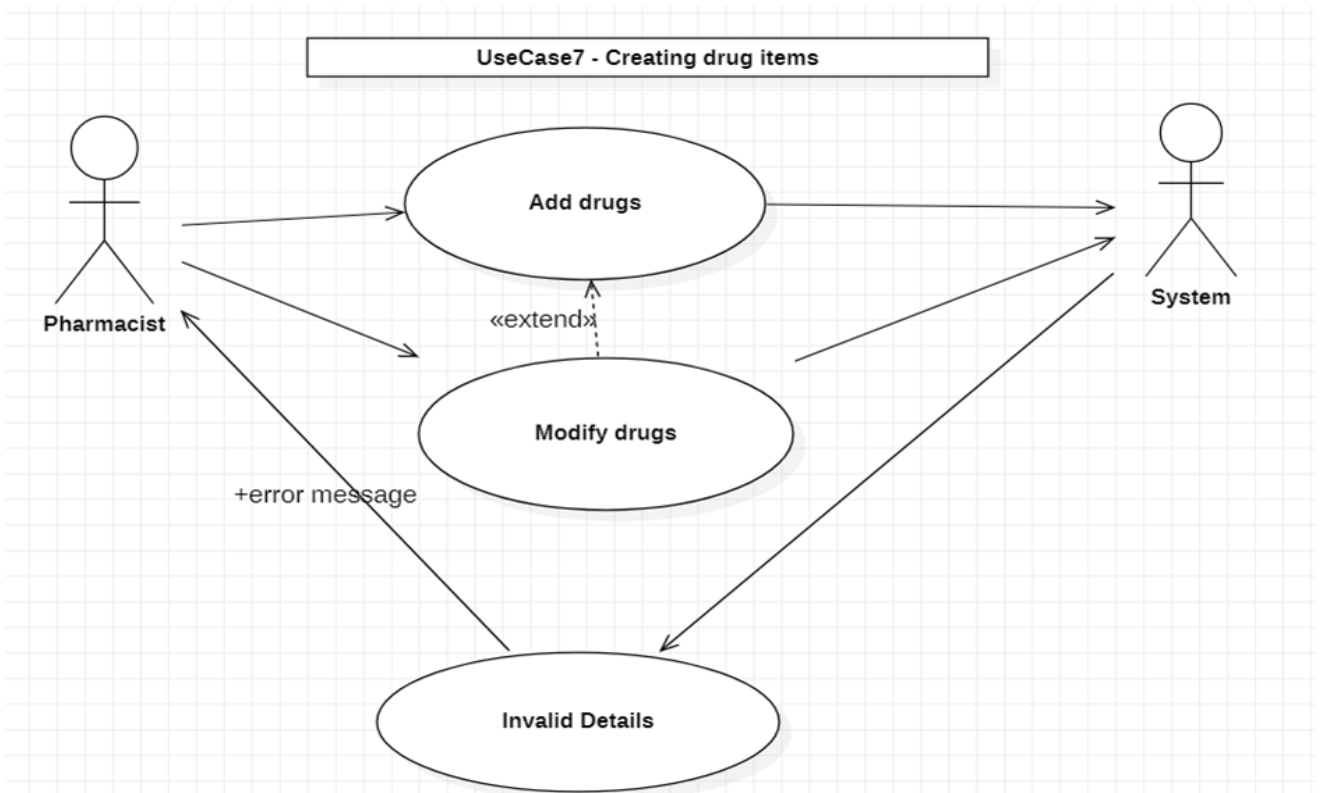 UseCase7 - Creating drug items
Add drugs
System
«extend»
Pharmacist
Modify drugs
+error message
Invalid Details